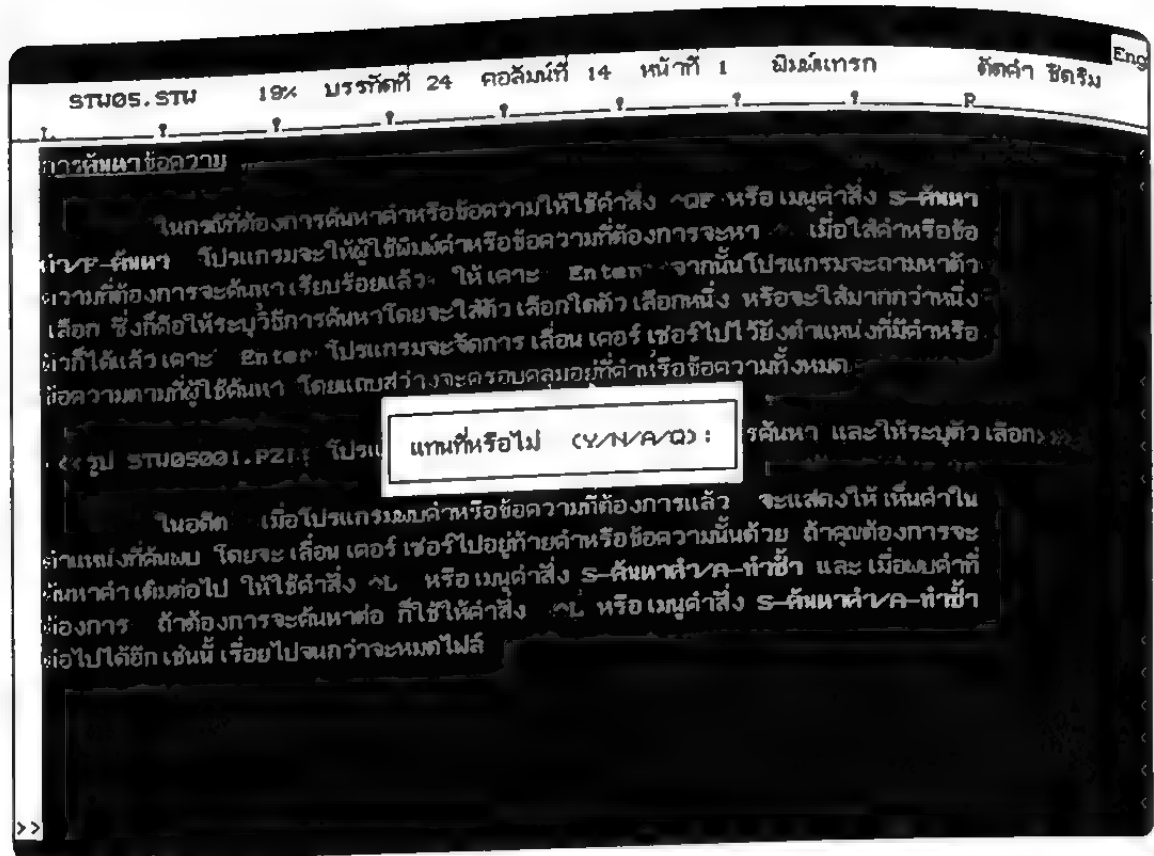 Eng
STW05.STW 19% บรรทัดที่ 24 คอลัมน์ที่ 14 หน้าที่ 1 พิมพ์แทรก ตัดคำ ชิดริม
การค้นหาข้อความ
ในกรณีที่ต้องการค้นหาคำหรือข้อความให้ใช้คำสั่ง ^QF หรือ เมนูคำสั่ง S-ค้นหา
คำ/F-ค้นหา โปรแกรมจะให้ผู้ใช้พิมพ์คำหรือข้อความที่ต้องการจะหา เมื่อใส่คำหรือข้อ
ความที่ต้องการจะค้นหา เรียบร้อยแล้ว ให้ เคาะ Enter จากนั้นโปรแกรมจะถามหาตัว
เลือก ซึ่งก็คือให้ระบุวิธีการค้นหาโดยจะใส่ตัว เลือกใดตัว เลือกหนึ่ง หรือจะใส่มากกว่าหนึ่ง
ตัวก็ได้แล้ว เคาะ Enter โปรแกรมจะจัดการ เลื่อน เคอร์ เซอร์ไปไว้ยังตำแหน่งที่มีคำหรือ
ข้อความตามที่ผู้ใช้ค้นหา โดยแถบสว่างจะครอบคลุมอยู่ที่คำหรือข้อความทั้งหมด
<<รูป STW05001.PZI: โปรแ
แทนที่หรือไม่ (Y/N/A/Q):
รค้นหา และให้ระบุตัว เลือก>>
ในอดีต เมื่อโปรแกรมพบคำหรือข้อความที่ต้องการแล้ว จะแสดงให้ เห็นคำใน
ตำแหน่งที่ค้นพบ โดยจะ เลื่อน เคอร์ เซอร์ไปอยู่ท้ายคำหรือข้อความนั้นด้วย ถ้าคุณต้องการจะ
ค้นหาคำ เดิมต่อไป ให้ใช้คำสั่ง ^L หรือ เมนูคำสั่ง S-ค้นหาคำ/A-ทำซ้ำ และ เมื่อพบคำที่
ต้องการ ถ้าต้องการจะค้นหาต่อ ก็ใช้ให้คำสั่ง ^L หรือ เมนูคำสั่ง S-ค้นหาคำ/A-ทำซ้ำ
ต่อไปได้อีก เช่นนี้ เรื่อยไปจนกว่าจะหมดไฟล์
>>